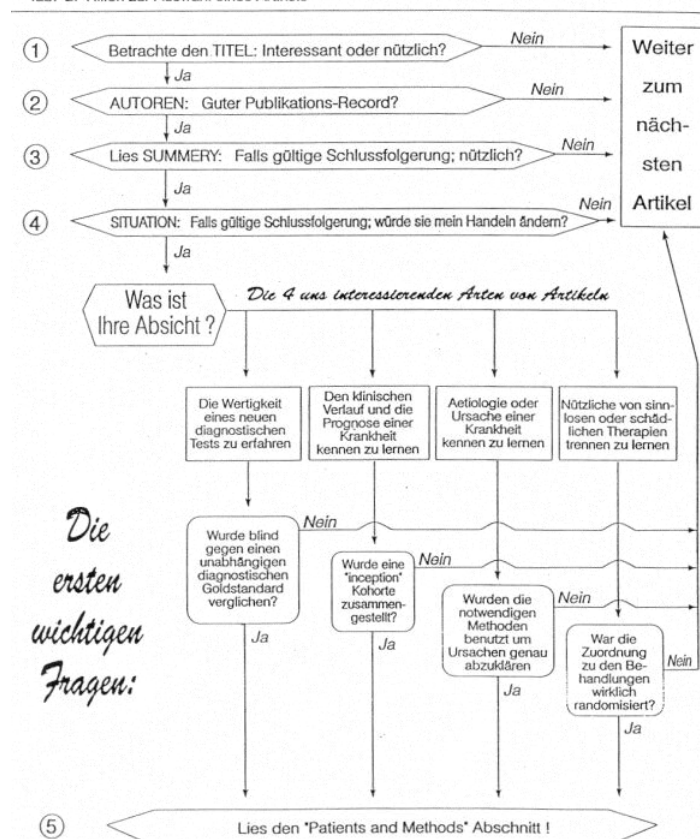 ① Betrachte den TITEL: Interessant oder nützlich?
Nein
Ja
② AUTOREN: Guter Publikations-Record?
Nein
Ja
③ Lies SUMMERY: Falls gültige Schlussfolgerung; nützlich?
Nein
Ja
④ SITUATION: Falls gültige Schlussfolgerung; würde sie mein Handeln ändern?
Nein
Ja
Weiter
zum
näch-
sten
Artikel
Was ist
Ihre Absicht ?
Die 4 uns interessierenden Arten von Artikeln
Die Wertigkeit
eines neuen
diagnostischen
Tests zu erfahren
Den klinischen
Verlauf und die
Prognose einer
Krankheit
kennen zu lernen
Aetiologie oder
Ursache einer
Krankheit
kennen zu lernen
Nützliche von sinn-
losen oder schäd-
lichen Therapien
trennen zu lernen
Die
ersten
wichtigen
Fragen:
Wurde blind
gegen einen
unabhängigen
diagnostischen
Goldstandard
verglichen?
Nein
Ja
Wurde eine
"inception"
Kohorte
zusammen-
gestellt?
Nein
Ja
Wurden die
notwendigen
Methoden
benutzt um
Ursachen genau
abzuklären
Nein
Ja
War die
Zuordnung
zu den Be-
handlungen
wirklich
randomisiert?
Nein
Ja
⑤ Lies den "Patients and Methods" Abschnitt !